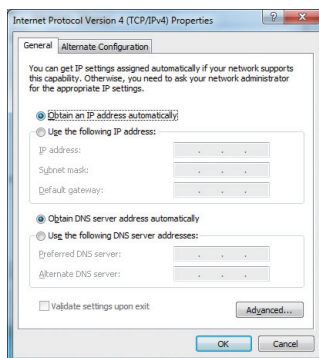 Internet Protocol Version 4 (TCP/IPv4) Properties
General
Alternate Configuration
You can get IP settings assigned automatically if your network supports
this capability. Otherwise, you need to ask your network administrator
for the appropriate IP settings.
Obtain an IP address automatically
Use the following IP address:
IP address:
Subnet mask:
Default gateway:
Obtain DNS server address automatically
Use the following DNS server addresses:
Preferred DNS server:
Alternate DNS server:
Validate settings upon exit
Advanced...
OK
Cancel